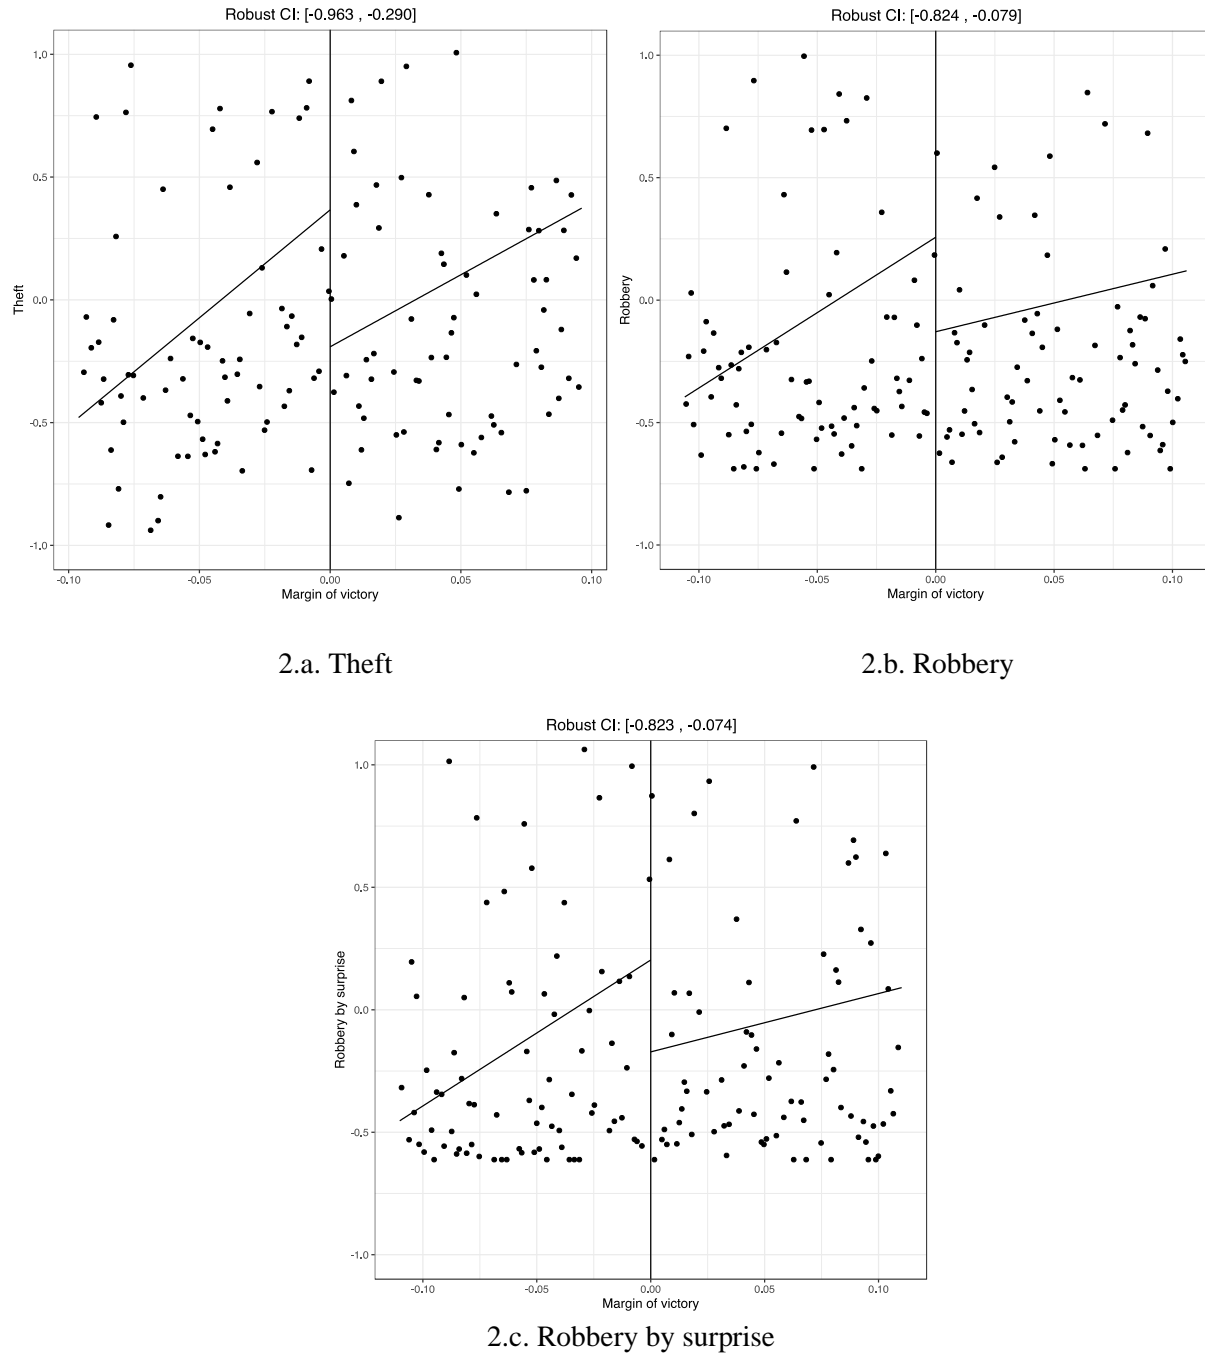 Robust CI: [-0.963 , -0.290]
1.0
0.5
0.0
-0.5
-1.0
Theft
-0.10
-0.05
0.00
0.05
0.10
Margin of victory
2.a. Theft
Robust CI: [-0.824 , -0.079]
1.0
0.5
0.0
-0.5
-1.0
Robbery
-0.10
-0.05
0.00
0.05
0.10
Margin of victory
2.b. Robbery
Robust CI: [-0.823 , -0.074]
1.0
0.5
0.0
-0.5
-1.0
Robbery by surprise
-0.10
-0.05
0.00
0.05
0.10
Margin of victory
2.c. Robbery by surprise